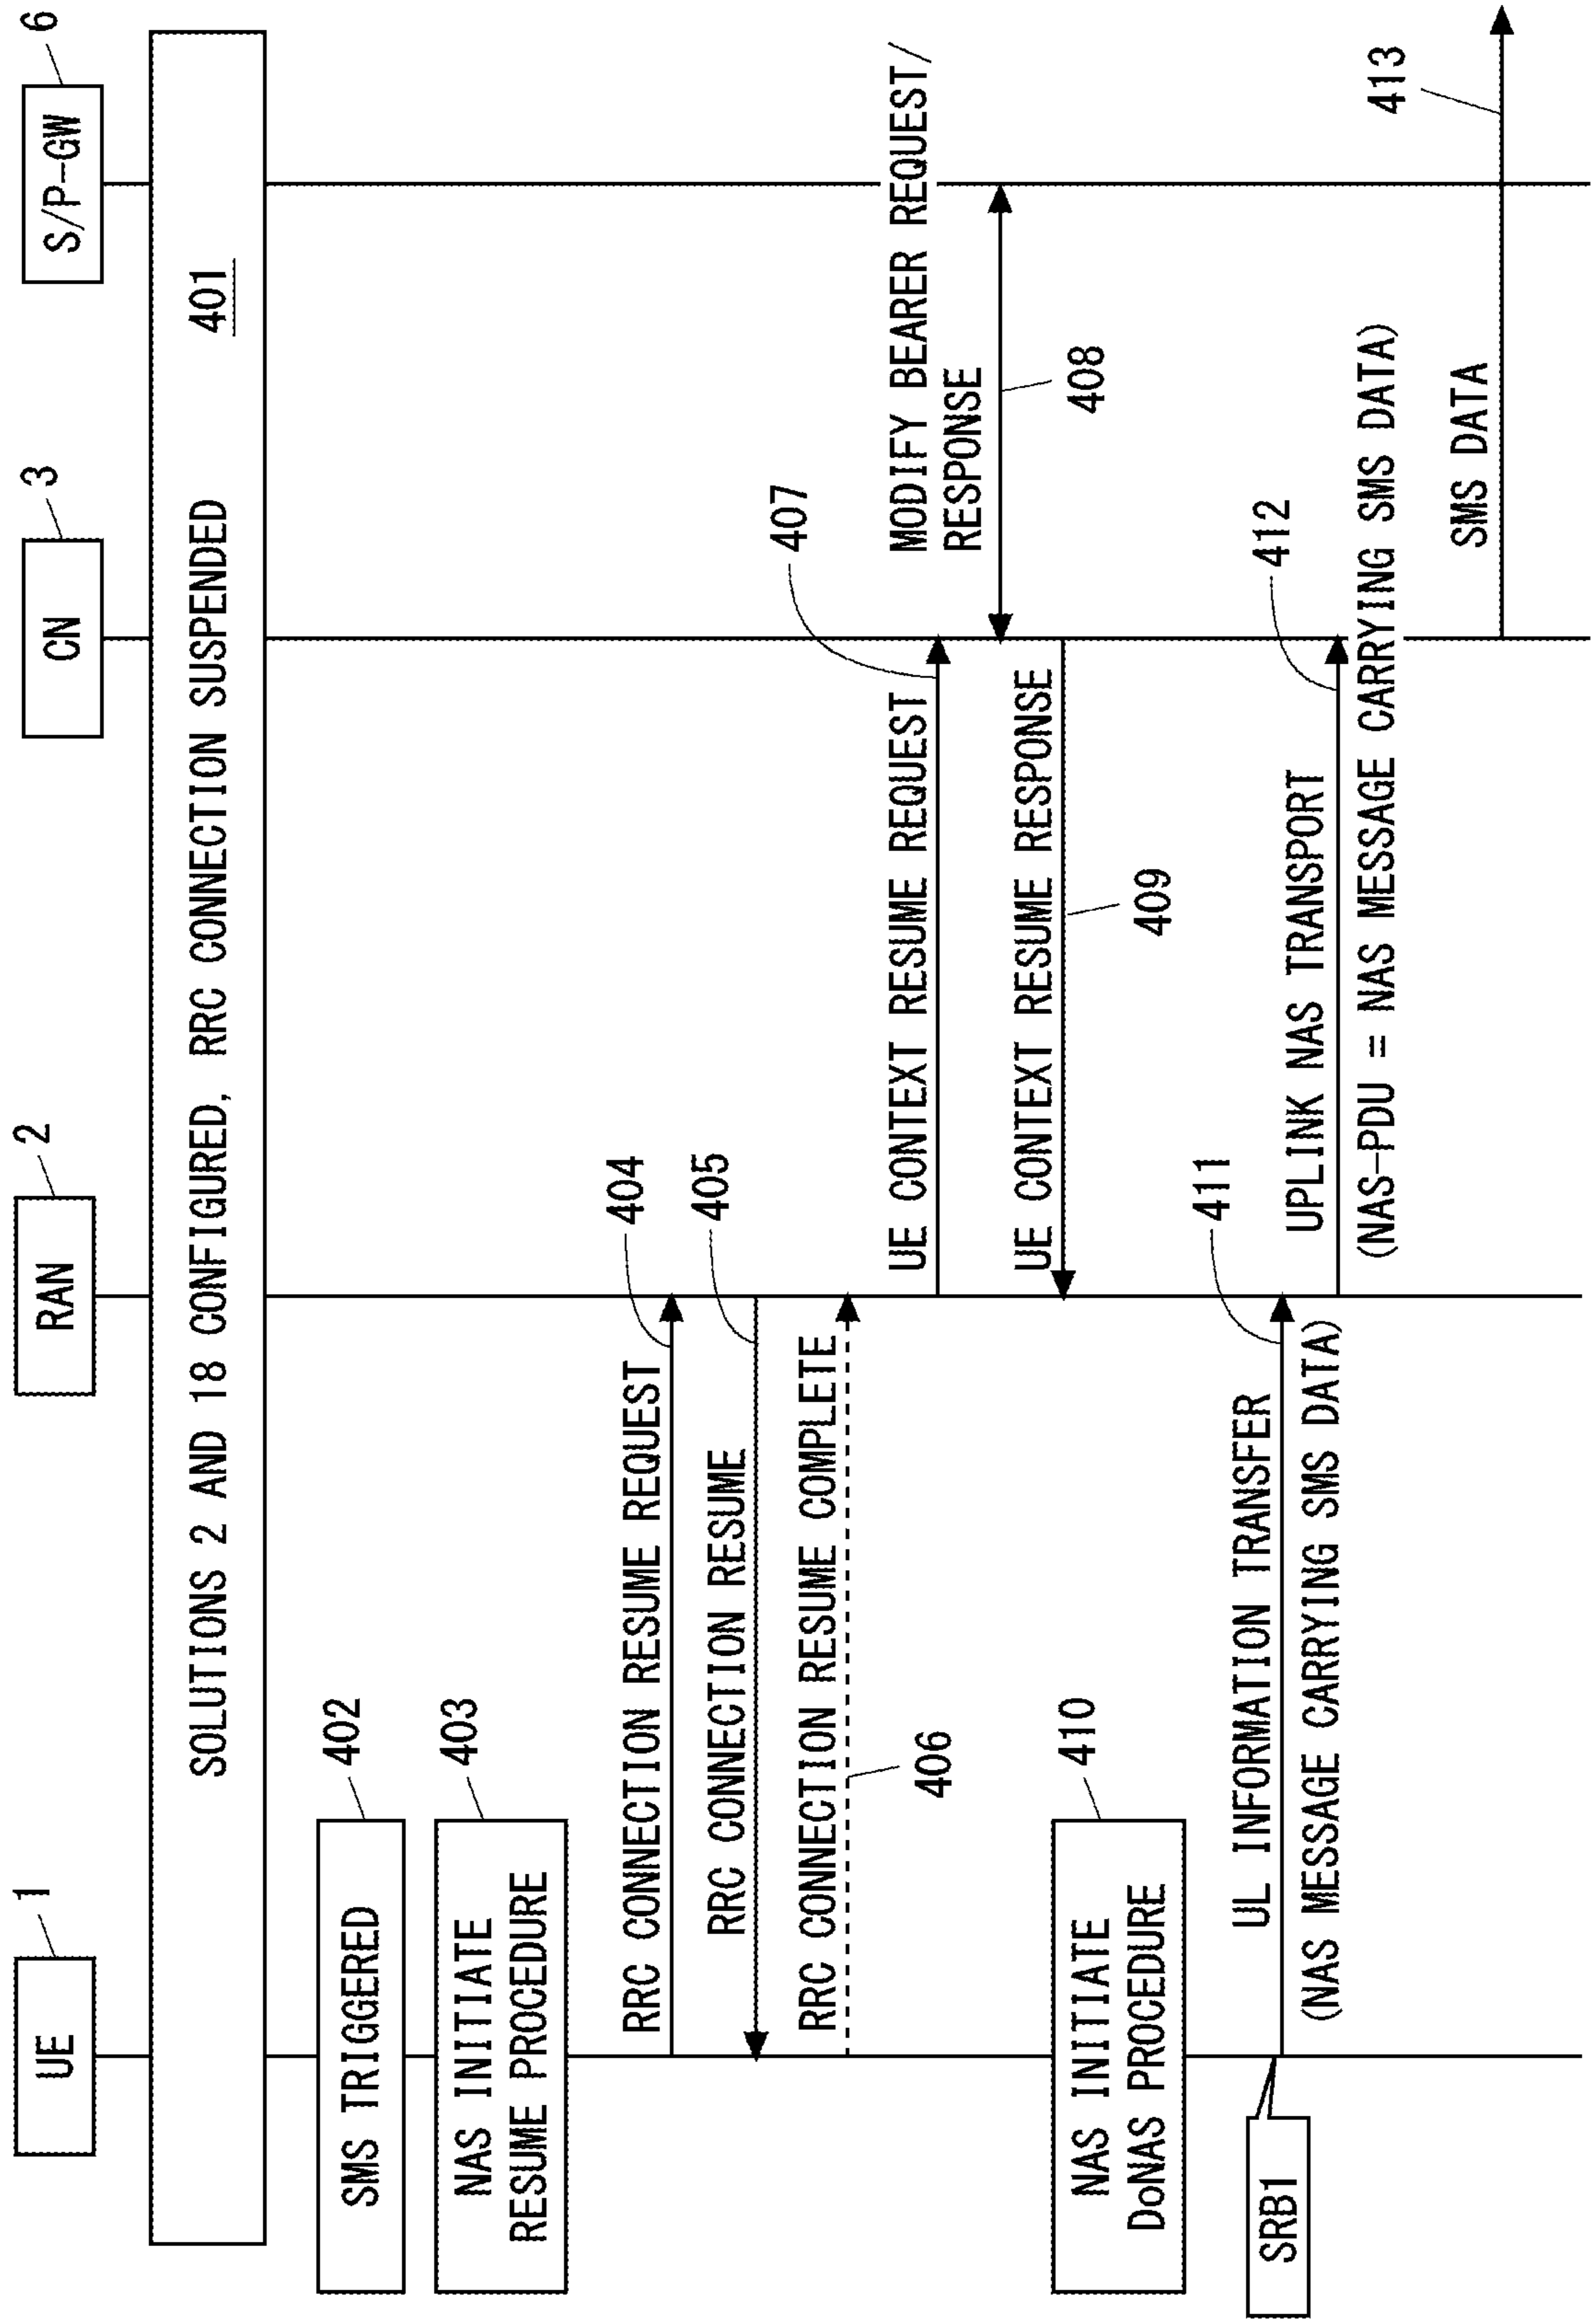 UE
1
RAN
2
CN
3
S/P-GW
6
SOLUTIONS 2 AND 18 CONFIGURED, RRC CONNECTION SUSPENDED
401
SMS TRIGGERED
402
NAS INITIATE
RESUME PROCEDURE
403
RRC CONNECTION RESUME REQUEST
404
RRC CONNECTION RESUME
405
RRC CONNECTION RESUME COMPLETE
406
UE CONTEXT RESUME REQUEST
407
MODIFY BEARER REQUEST/
RESPONSE
408
UE CONTEXT RESUME RESPONSE
409
NAS INITIATE
DoNAS PROCEDURE
410
SRB1
UL INFORMATION TRANSFER
(NAS MESSAGE CARRYING SMS DATA)
411
UPLINK NAS TRANSPORT
(NAS-PDU = NAS MESSAGE CARRYING SMS DATA)
412
SMS DATA
413